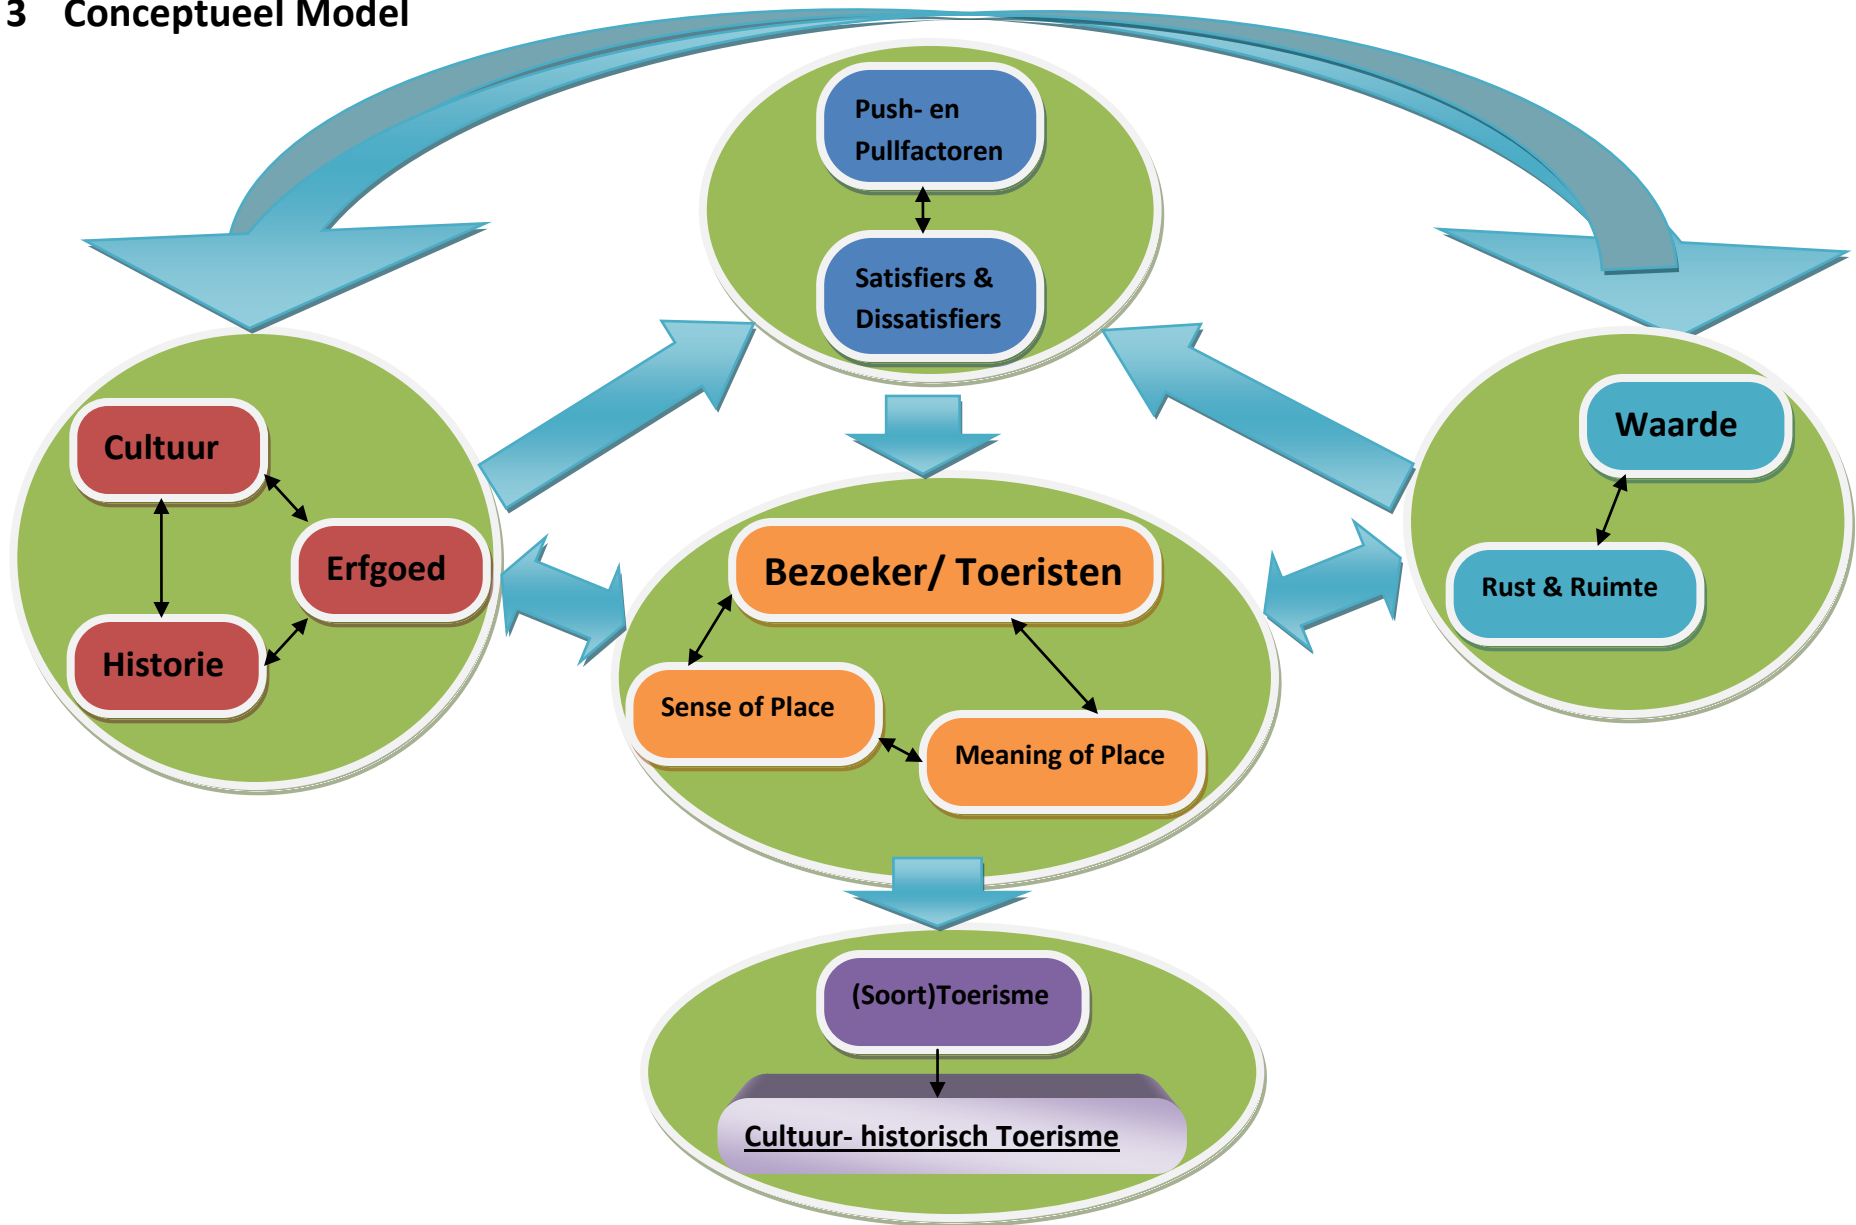 3 Conceptueel Model
Push- en
Pullfactoren
Satisfiers &
Dissatisfiers
Cultuur
Erfgoed
Historie
Waarde
Rust & Ruimte
Bezoeker/ Toeristen
Sense of Place
Meaning of Place
(Soort)Toerisme
Cultuur- historisch Toerisme